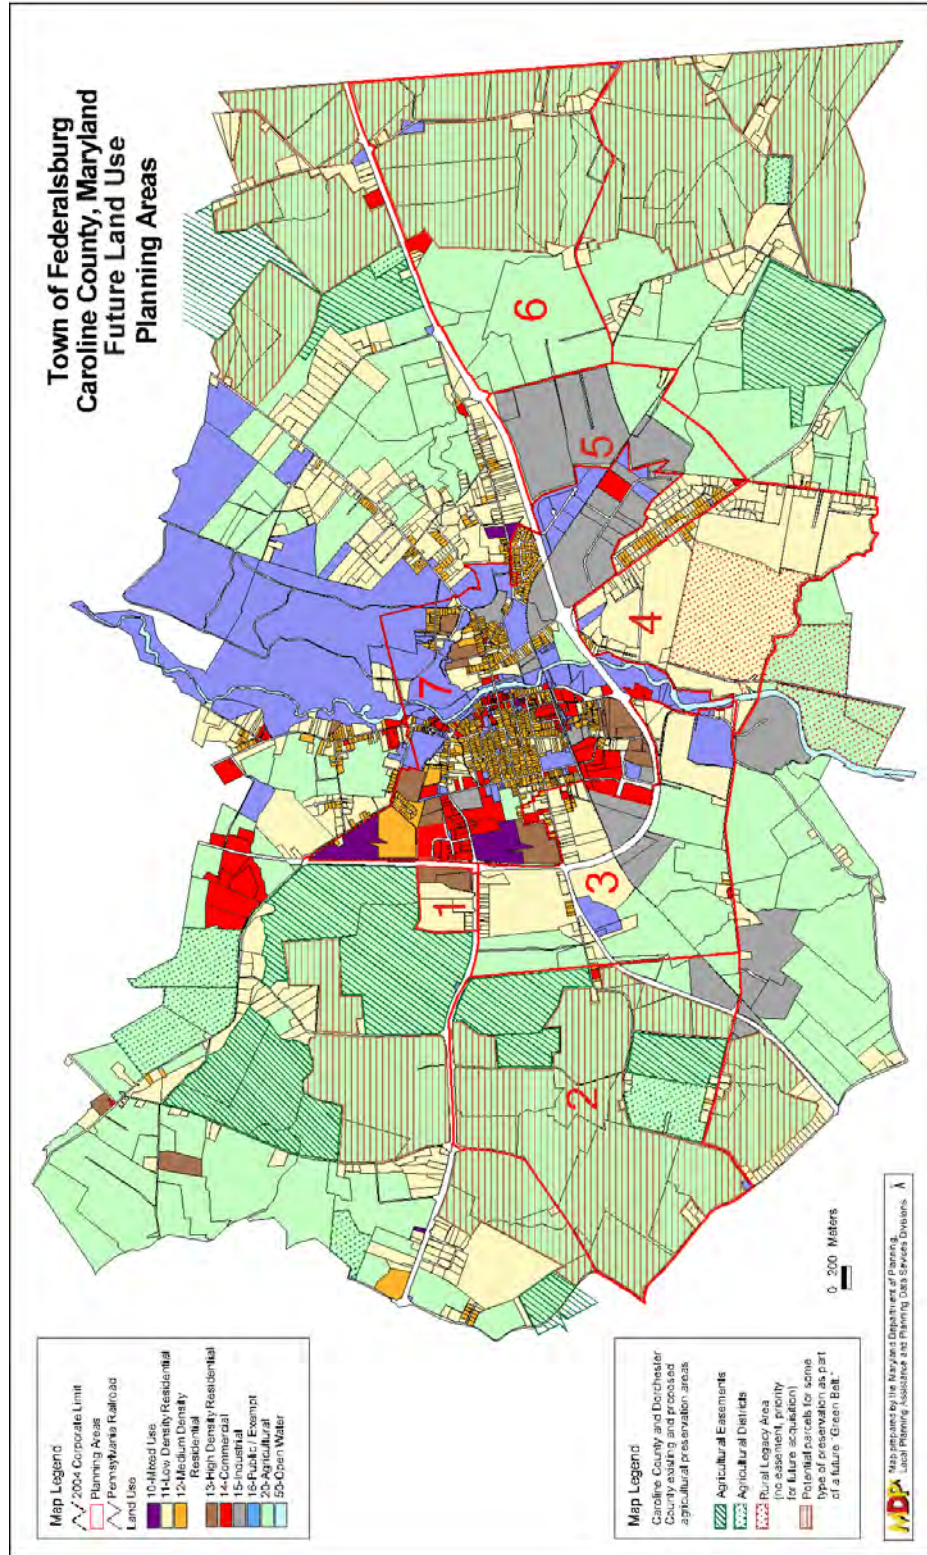 Town of Federalsburg
Caroline County, Maryland
Future Land Use
Planning Areas
1
2
3
4
5
6
7
Map Legend
2004 Corporate Limit
Planning Areas
Pennsylvania Railroad
Land Use
10-Mixed Use
11-Low Density Residential
12-Medium Density
Residential
13-High Density Residential
14-Commercial
15-Industrial
16-Public / Exempt
20-Agricultural
50-Open Water
Map Legend
Caroline County and Dorchester
County existing and proposed
agricultural preservation areas
Agricultural Easements
Agricultural Districts
Rural Legacy Area
(no easement, priority
for future acquisition)
Potential parcels for some
type of preservation as part
of a future "Green Belt."
0 200 Meters
MDP
Map prepared by the Maryland Department of Planning,
Local Planning Assistance and Planning Data Services Divisions